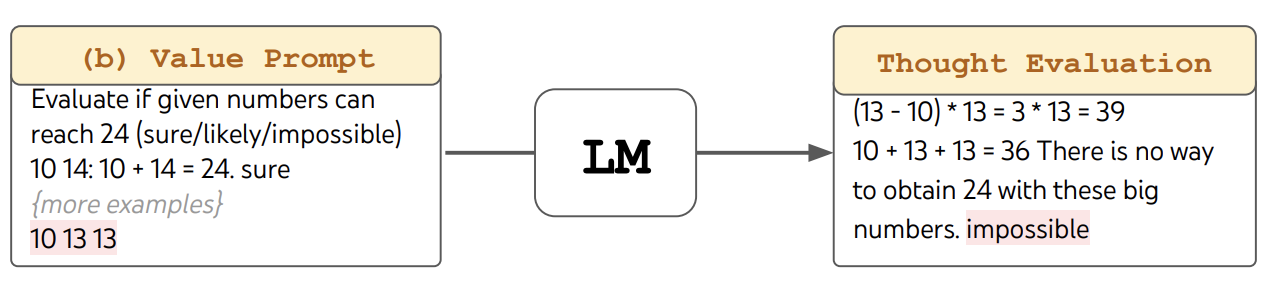 (b) Value Prompt
Evaluate if given numbers can
reach 24 (sure/likely/impossible)
10 14: 10 + 14 = 24. sure
{more examples}
10 13 13
LM
Thought Evaluation
(13 - 10) * 13 = 3 * 13 = 39
10 + 13 + 13 = 36 There is no way
to obtain 24 with these big
numbers. impossible